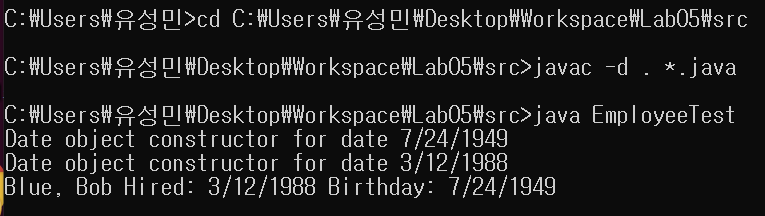 C:₩Users₩유성민>cd C:₩Users₩유성민₩Desktop₩Workspace₩Lab05₩src
C:₩Users₩유성민₩Desktop₩Workspace₩Lab05₩src>javac -d . *.java
C:₩Users₩유성민₩Desktop₩Workspace₩Lab05₩src>java EmployeeTest
Date object constructor for date 7/24/1949
Date object constructor for date 3/12/1988
Blue, Bob Hired: 3/12/1988 Birthday: 7/24/1949